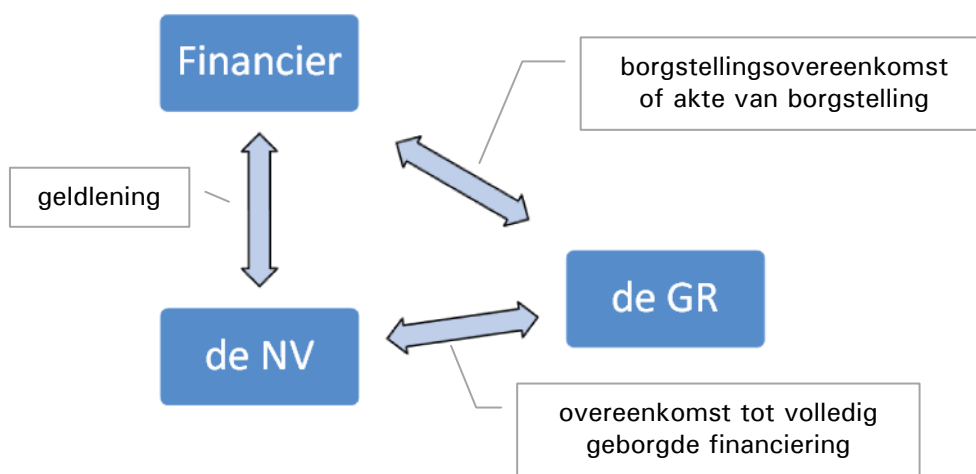 Financier
borgstellingsovereenkomst
of akte van borgstelling
geldlening
de GR
de NV
overeenkomst tot volledig
geborgde financiering